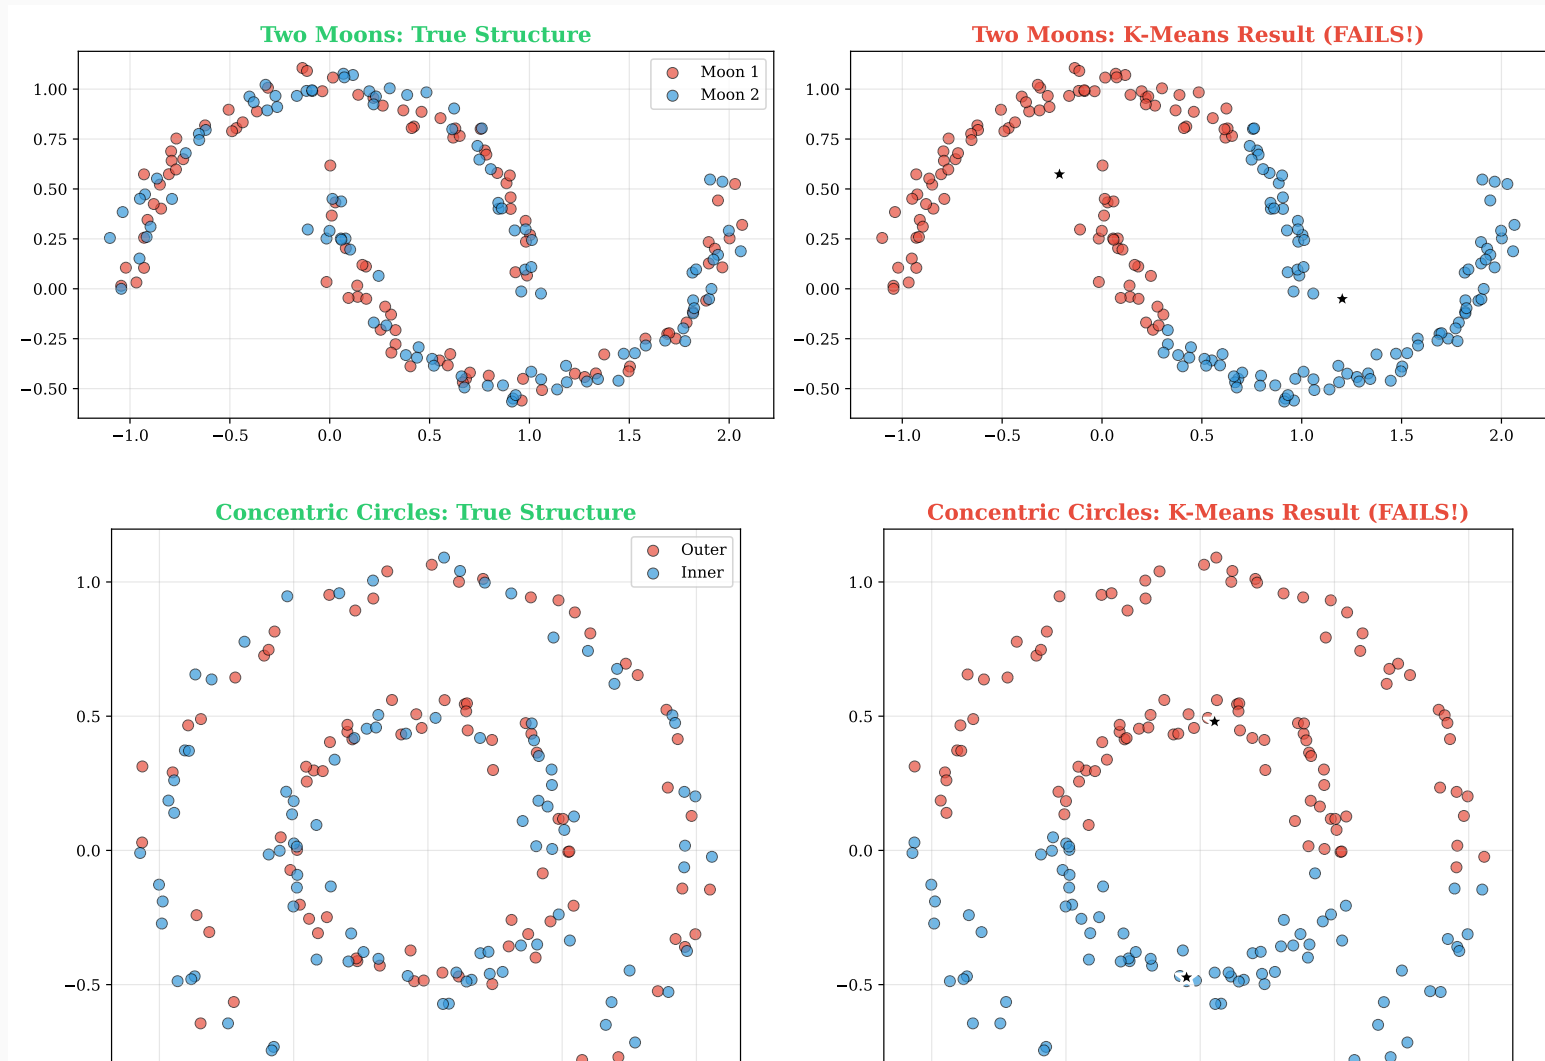 Two Moons: True Structure
Moon 1
Moon 2
1.00
0.75
0.50
0.25
0.00
−0.25
−0.50
−1.0 −0.5 0.0 0.5 1.0 1.5 2.0
Two Moons: K-Means Result (FAILS!)
1.00
0.75
0.50
0.25
0.00
−0.25
−0.50
−1.0 −0.5 0.0 0.5 1.0 1.5 2.0
Concentric Circles: True Structure
Outer
Inner
1.0
0.5
0.0
−0.5
Concentric Circles: K-Means Result (FAILS!)
1.0
0.5
0.0
−0.5